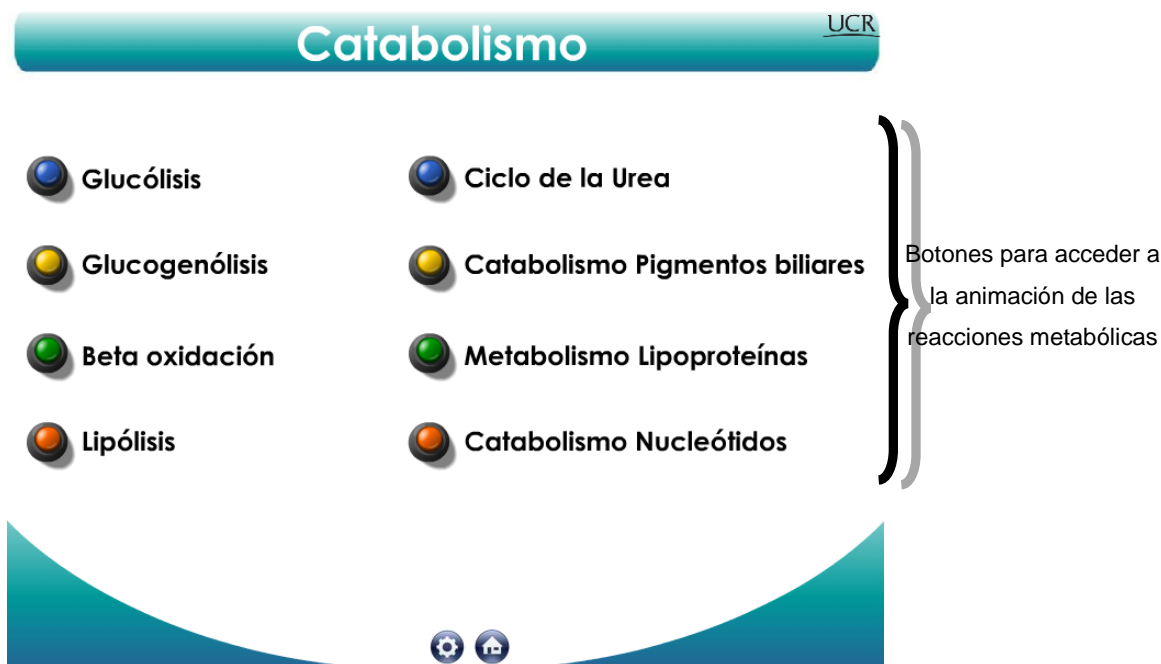 Catabolismo
UCR
Glucólisis
Glucogenólisis
Beta oxidación
Lipólisis
Ciclo de la Urea
Catabolismo Pigmentos biliares
Metabolismo Lipoproteínas
Catabolismo Nucleótidos
Botones para acceder a
la animación de las
reacciones metabólicas